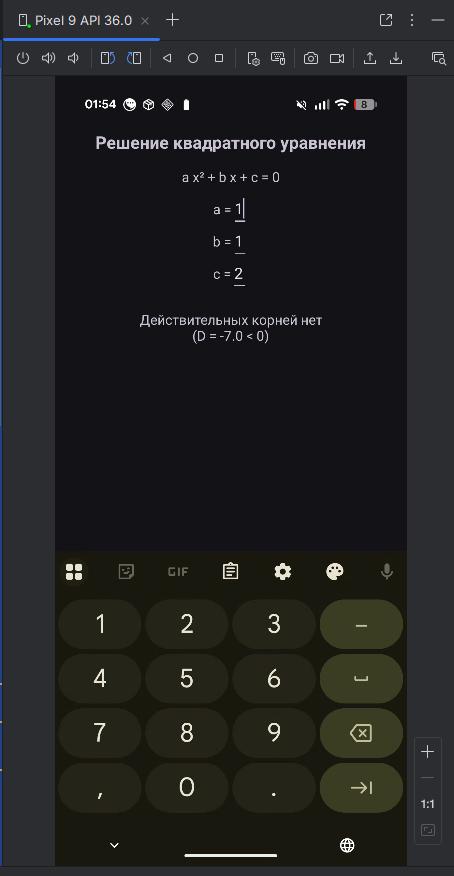 Pixel 9 API 36.0
01:54
8
Решение квадратного уравнения
a x² + b x + c = 0
a = 1
b = 1
c = 2
Действительных корней нет
(D = -7.0 < 0)
GIF
1 2 3 –
4 5 6
7 8 9
, 0 .
1:1